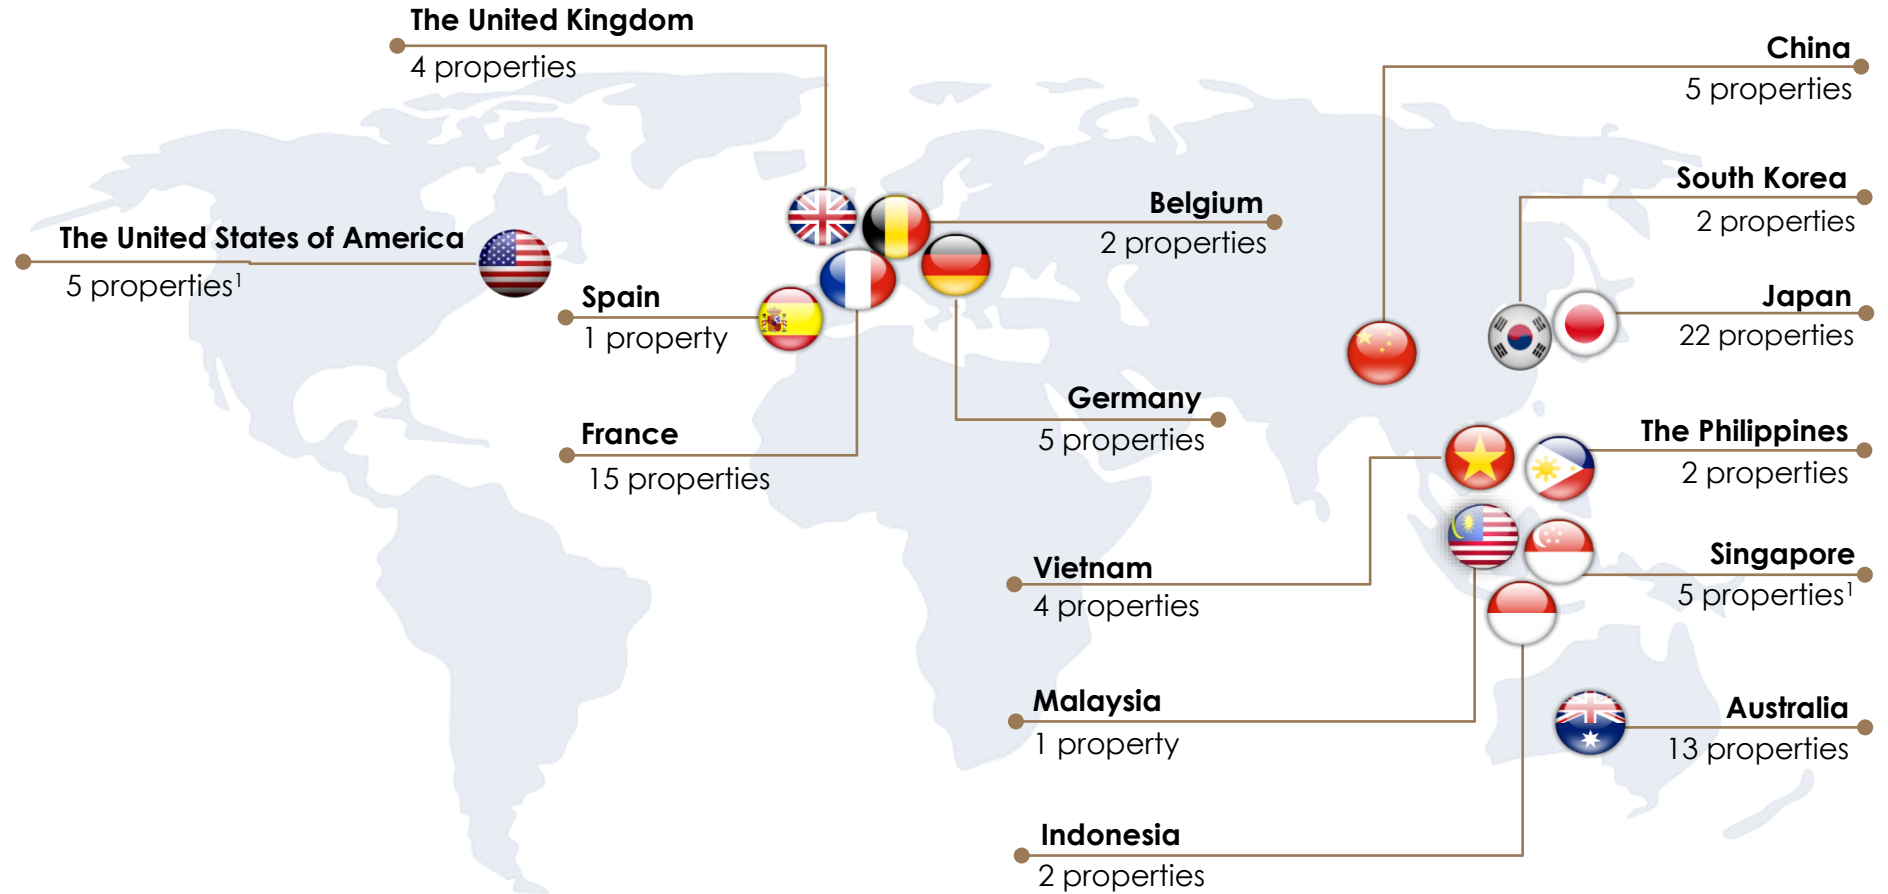 The United Kingdom
4 properties
China
5 properties
South Korea
2 properties
Belgium
2 properties
The United States of America
5 properties¹
Spain
1 property
Japan
22 properties
Germany
5 properties
France
15 properties
The Philippines
2 properties
Vietnam
4 properties
Singapore
5 properties¹
Malaysia
1 property
Australia
13 properties
Indonesia
2 properties